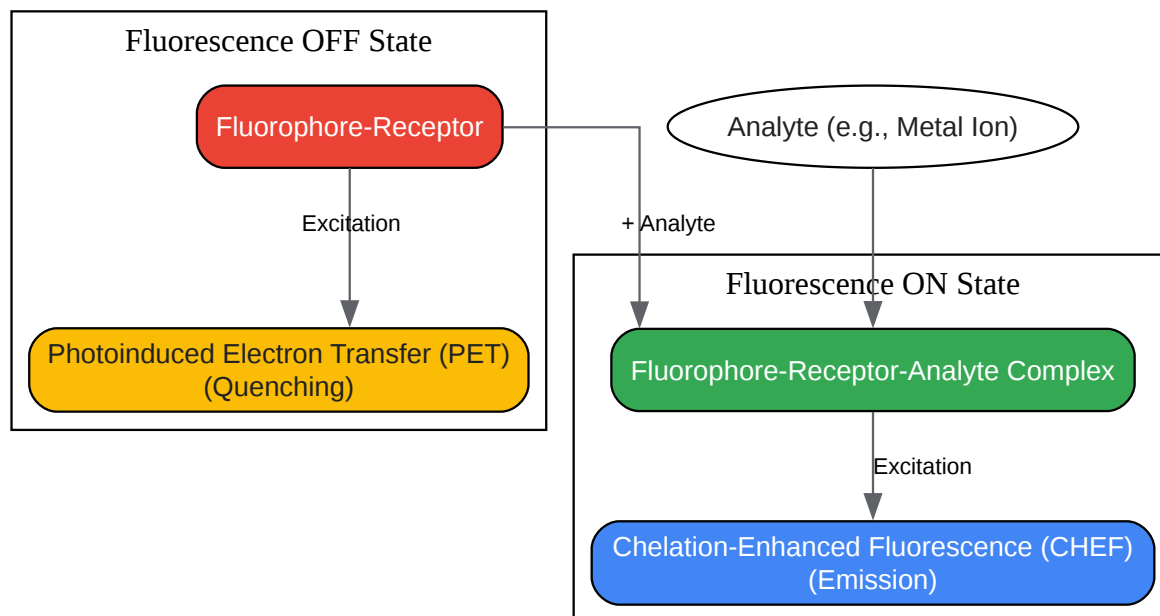 Fluorescence OFF State
Fluorophore-Receptor
Analyte (e.g., Metal Ion)
Excitation
+ Analyte
Fluorescence ON State
Photoinduced Electron Transfer (PET)
(Quenching)
Fluorophore-Receptor-Analyte Complex
Excitation
Chelation-Enhanced Fluorescence (CHEF)
(Emission)